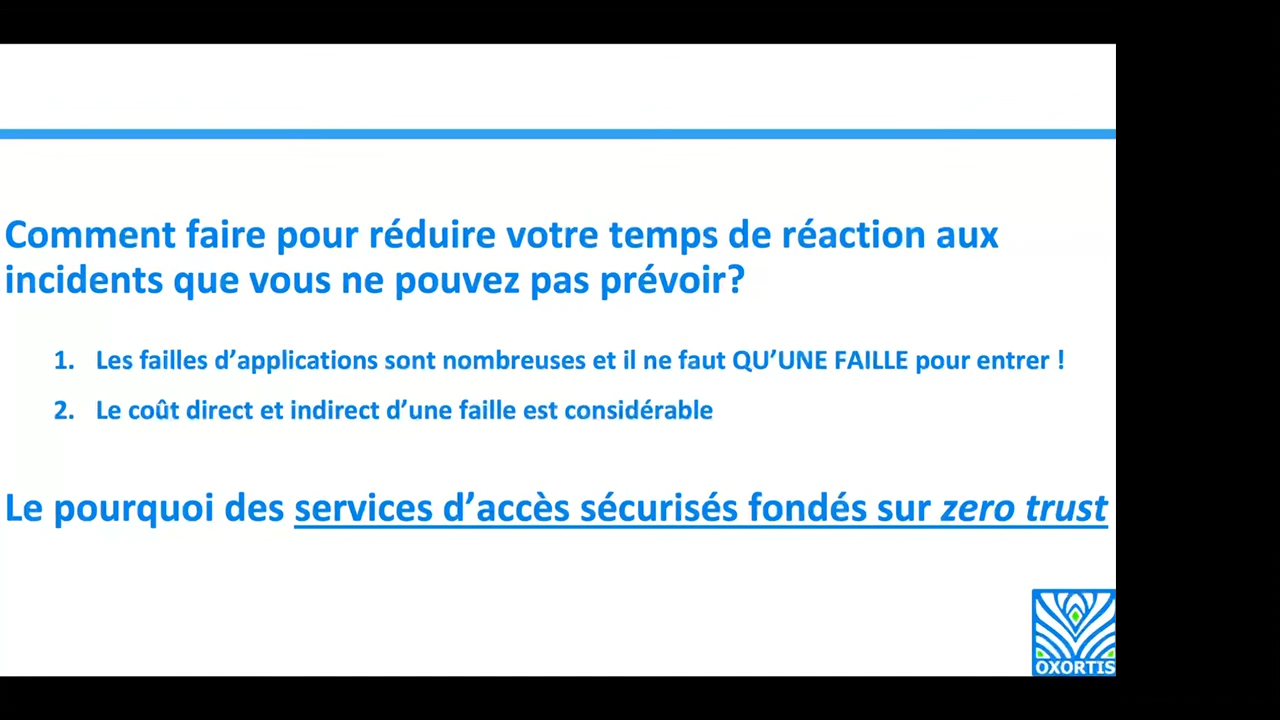 Comment faire pour réduire votre temps de réaction aux
incidents que vous ne pouvez pas prévoir?
1. Les failles d’applications sont nombreuses et il ne faut QU’UNE FAILLE pour entrer !
2. Le coût direct et indirect d’une faille est considérable
Le pourquoi des services d’accès sécurisés fondés sur zero trust
OXORTIS